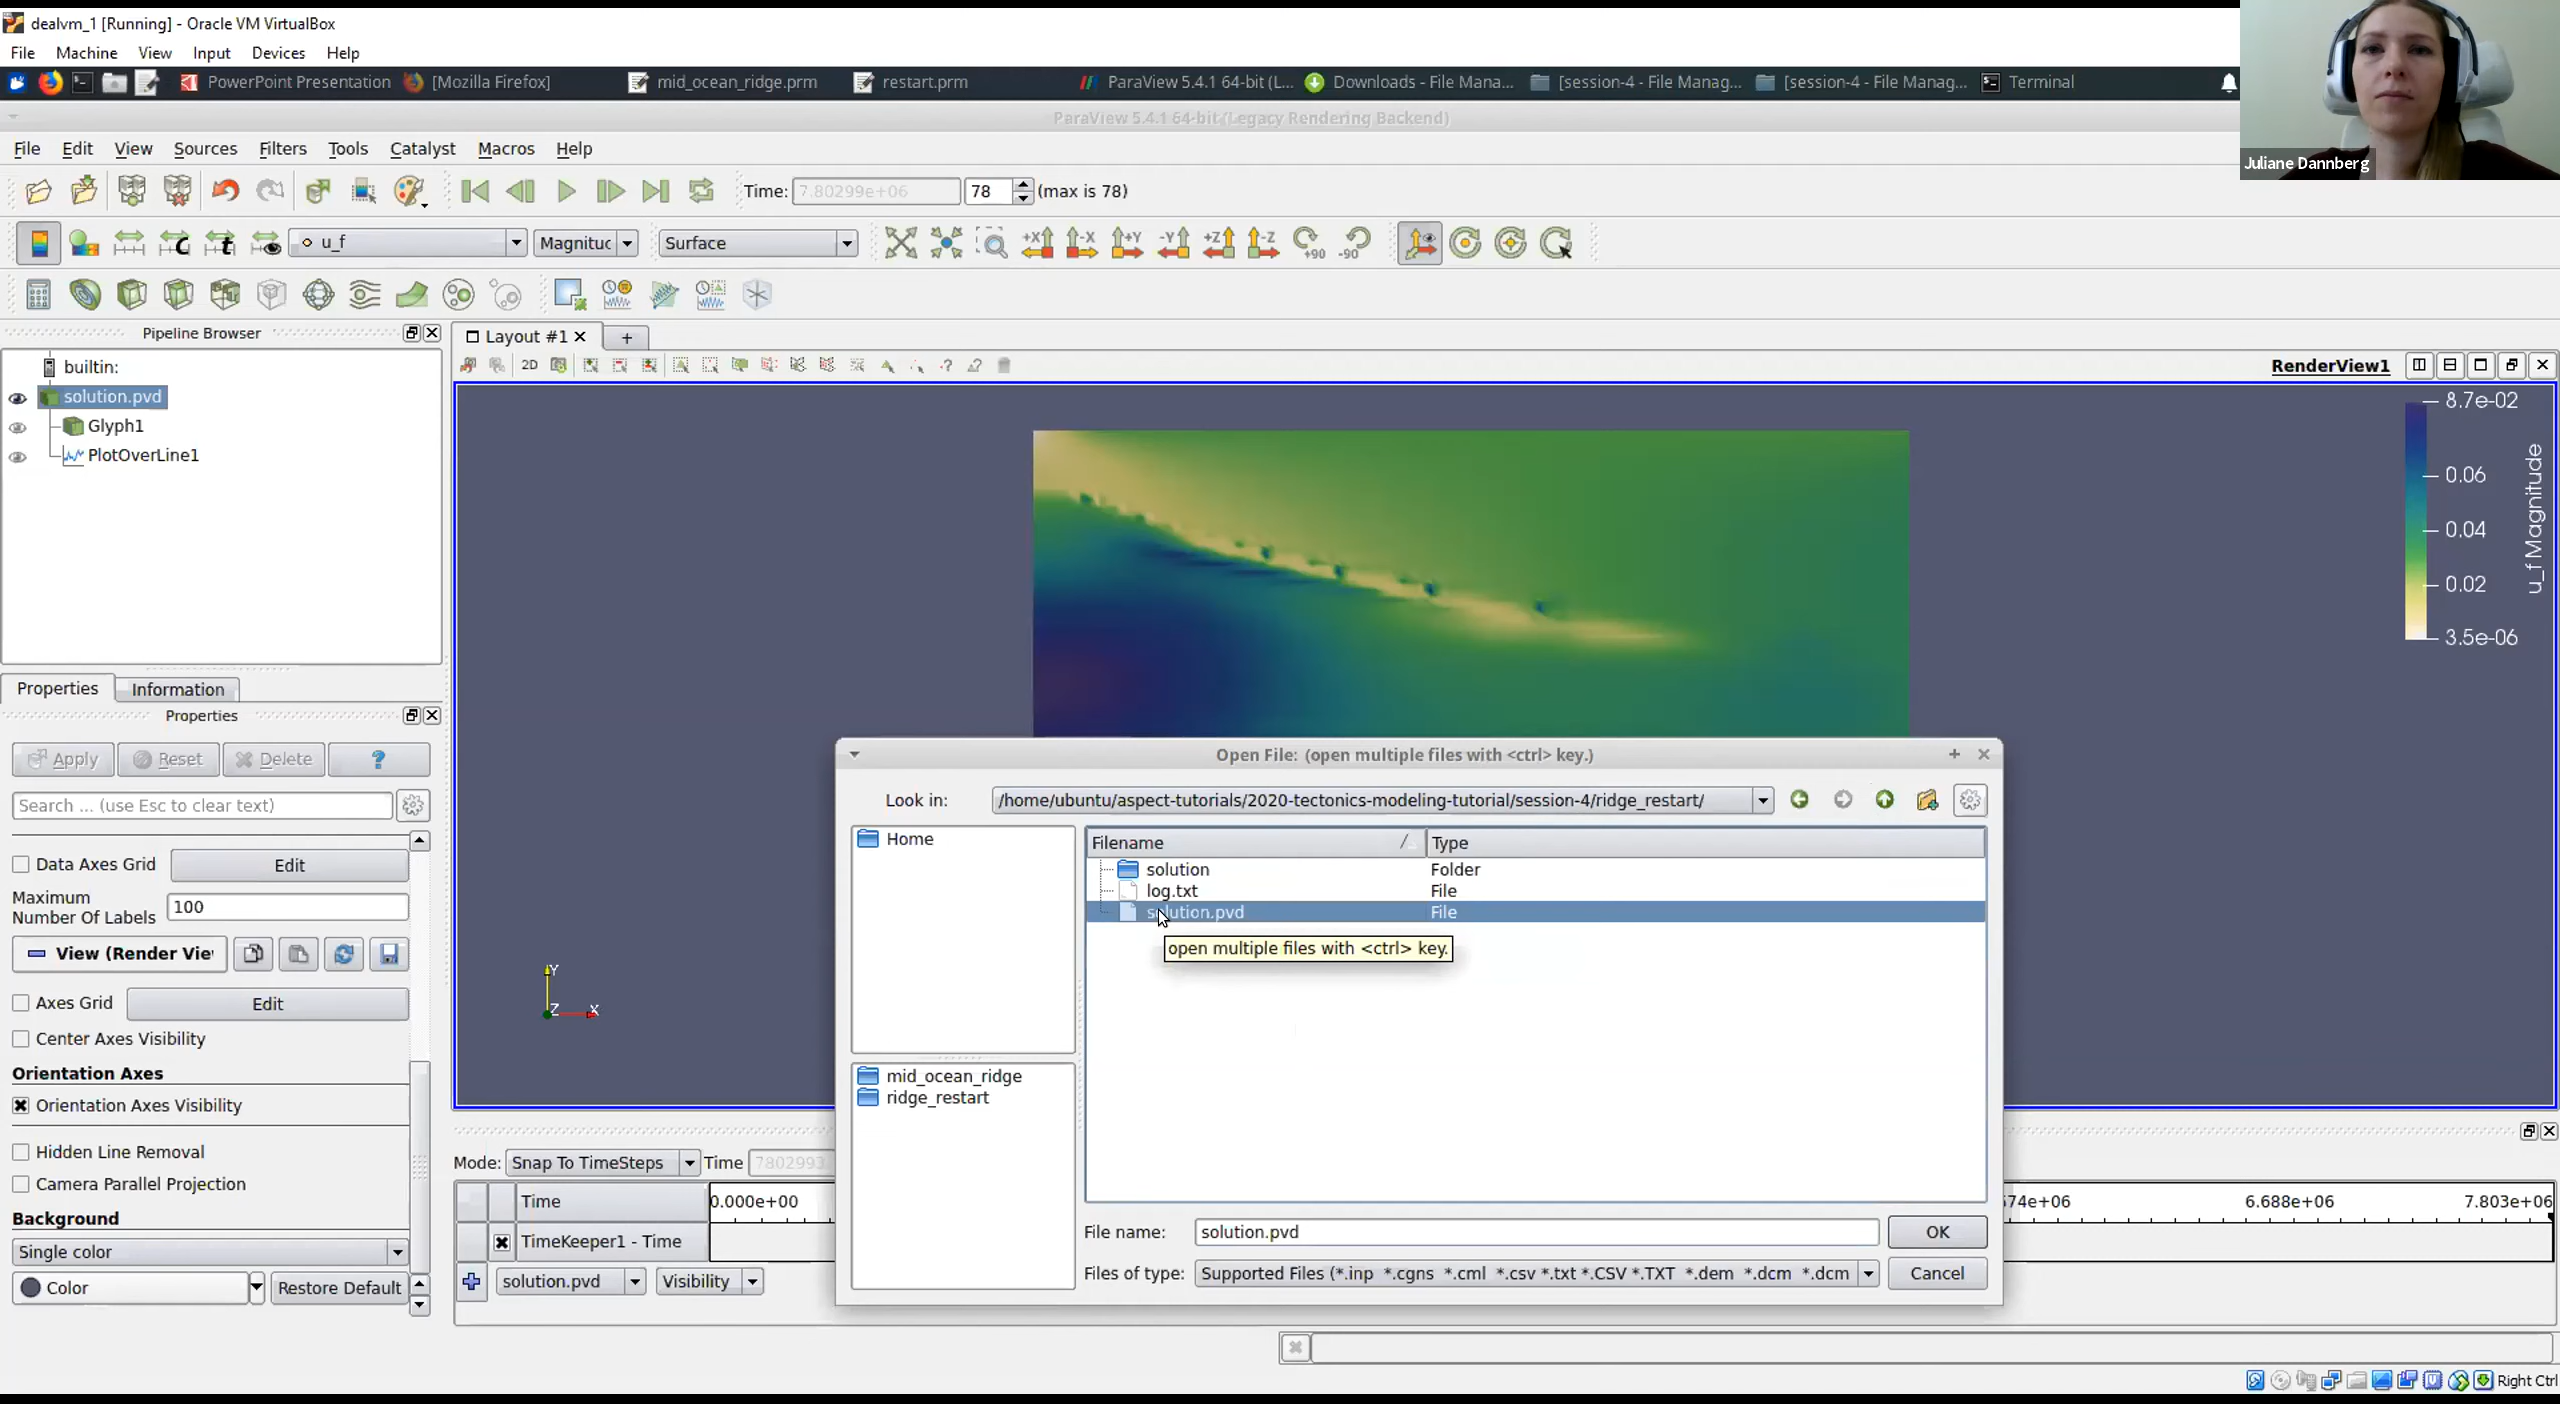 dealvm_1 [Running] - Oracle VM VirtualBox
File Machine View Input Devices Help
PowerPoint Presentation [Mozilla Firefox] mid_ocean_ridge.prm restart.prm ParaView 5.4.1 64-bit (L... Downloads - File Mana... [session-4 - File Manag... [session-4 - File Manag... Terminal
ParaView 5.4.1 64-bit (Legacy Rendering Backend)
Juliane Dannberg
File Edit View Sources Filters Tools Catalyst Macros Help
Time: 7.80299e+06 78 (max is 78)
u_f Magnituc Surface +X -X +Y -Y +Z -Z +90 -90
Pipeline Browser
Layout #1 +
builtin:
2D
RenderView1
solution.pvd
Glyph1
PlotOverLine1
8.7e-02
0.06
0.04
0.02
3.5e-06
u_f Magnitude
Properties Information
Properties
Apply Reset Delete ?
Search ... (use Esc to clear text)
Data Axes Grid Edit
Maximum
Number Of Labels 100
View (Render Vie
Axes Grid Edit
Center Axes Visibility
Orientation Axes
Orientation Axes Visibility
Hidden Line Removal
Camera Parallel Projection
Background
Single color
Color Restore Default
Y
Z X
Open File: (open multiple files with <ctrl> key.)
Look in: /home/ubuntu/aspect-tutorials/2020-tectonics-modeling-tutorial/session-4/ridge_restart/
Home
Filename Type
solution Folder
log.txt File
solution.pvd File
open multiple files with <ctrl> key.
mid_ocean_ridge
ridge_restart
File name: solution.pvd OK
Files of type: Supported Files (*.inp *.cgns *.cml *.csv *.txt *.CSV *.TXT *.dem *.dcm *.dcm Cancel
Mode: Snap To TimeSteps Time 7802993
Time 0.000e+00 74e+06 6.688e+06 7.803e+06
TimeKeeper1 - Time
solution.pvd Visibility
Right Ctrl